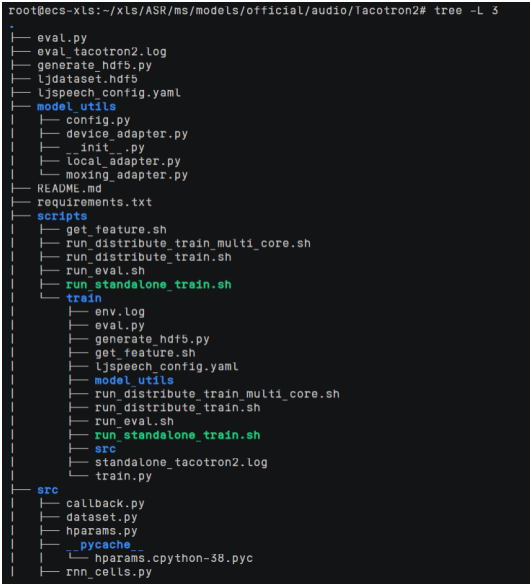 root@ecs-xls:~/xls/ASR/ms/models/official/audio/Tacotron2# tree -L 3
.
├── eval.py
├── eval_tacotron2.log
├── generate_hdf5.py
├── ljdataset.hdf5
├── ljspeech_config.yaml
├── model_utils
│   ├── config.py
│   ├── device_adapter.py
│   ├── __init__.py
│   ├── local_adapter.py
│   └── moxing_adapter.py
├── README.md
├── requirements.txt
├── scripts
│   ├── get_feature.sh
│   ├── run_distribute_train_multi_core.sh
│   ├── run_distribute_train.sh
│   ├── run_eval.sh
│   ├── run_standalone_train.sh
│   └── train
│       ├── env.log
│       ├── eval.py
│       ├── generate_hdf5.py
│       ├── get_feature.sh
│       ├── ljspeech_config.yaml
│       ├── model_utils
│       ├── run_distribute_train_multi_core.sh
│       ├── run_distribute_train.sh
│       ├── run_eval.sh
│       ├── run_standalone_train.sh
│       ├── src
│       ├── standalone_tacotron2.log
│       └── train.py
├── src
│   ├── callback.py
│   ├── dataset.py
│   ├── hparams.py
│   ├── __pycache__
│   │   └── hparams.cpython-38.pyc
│   ├── rnn_cells.py